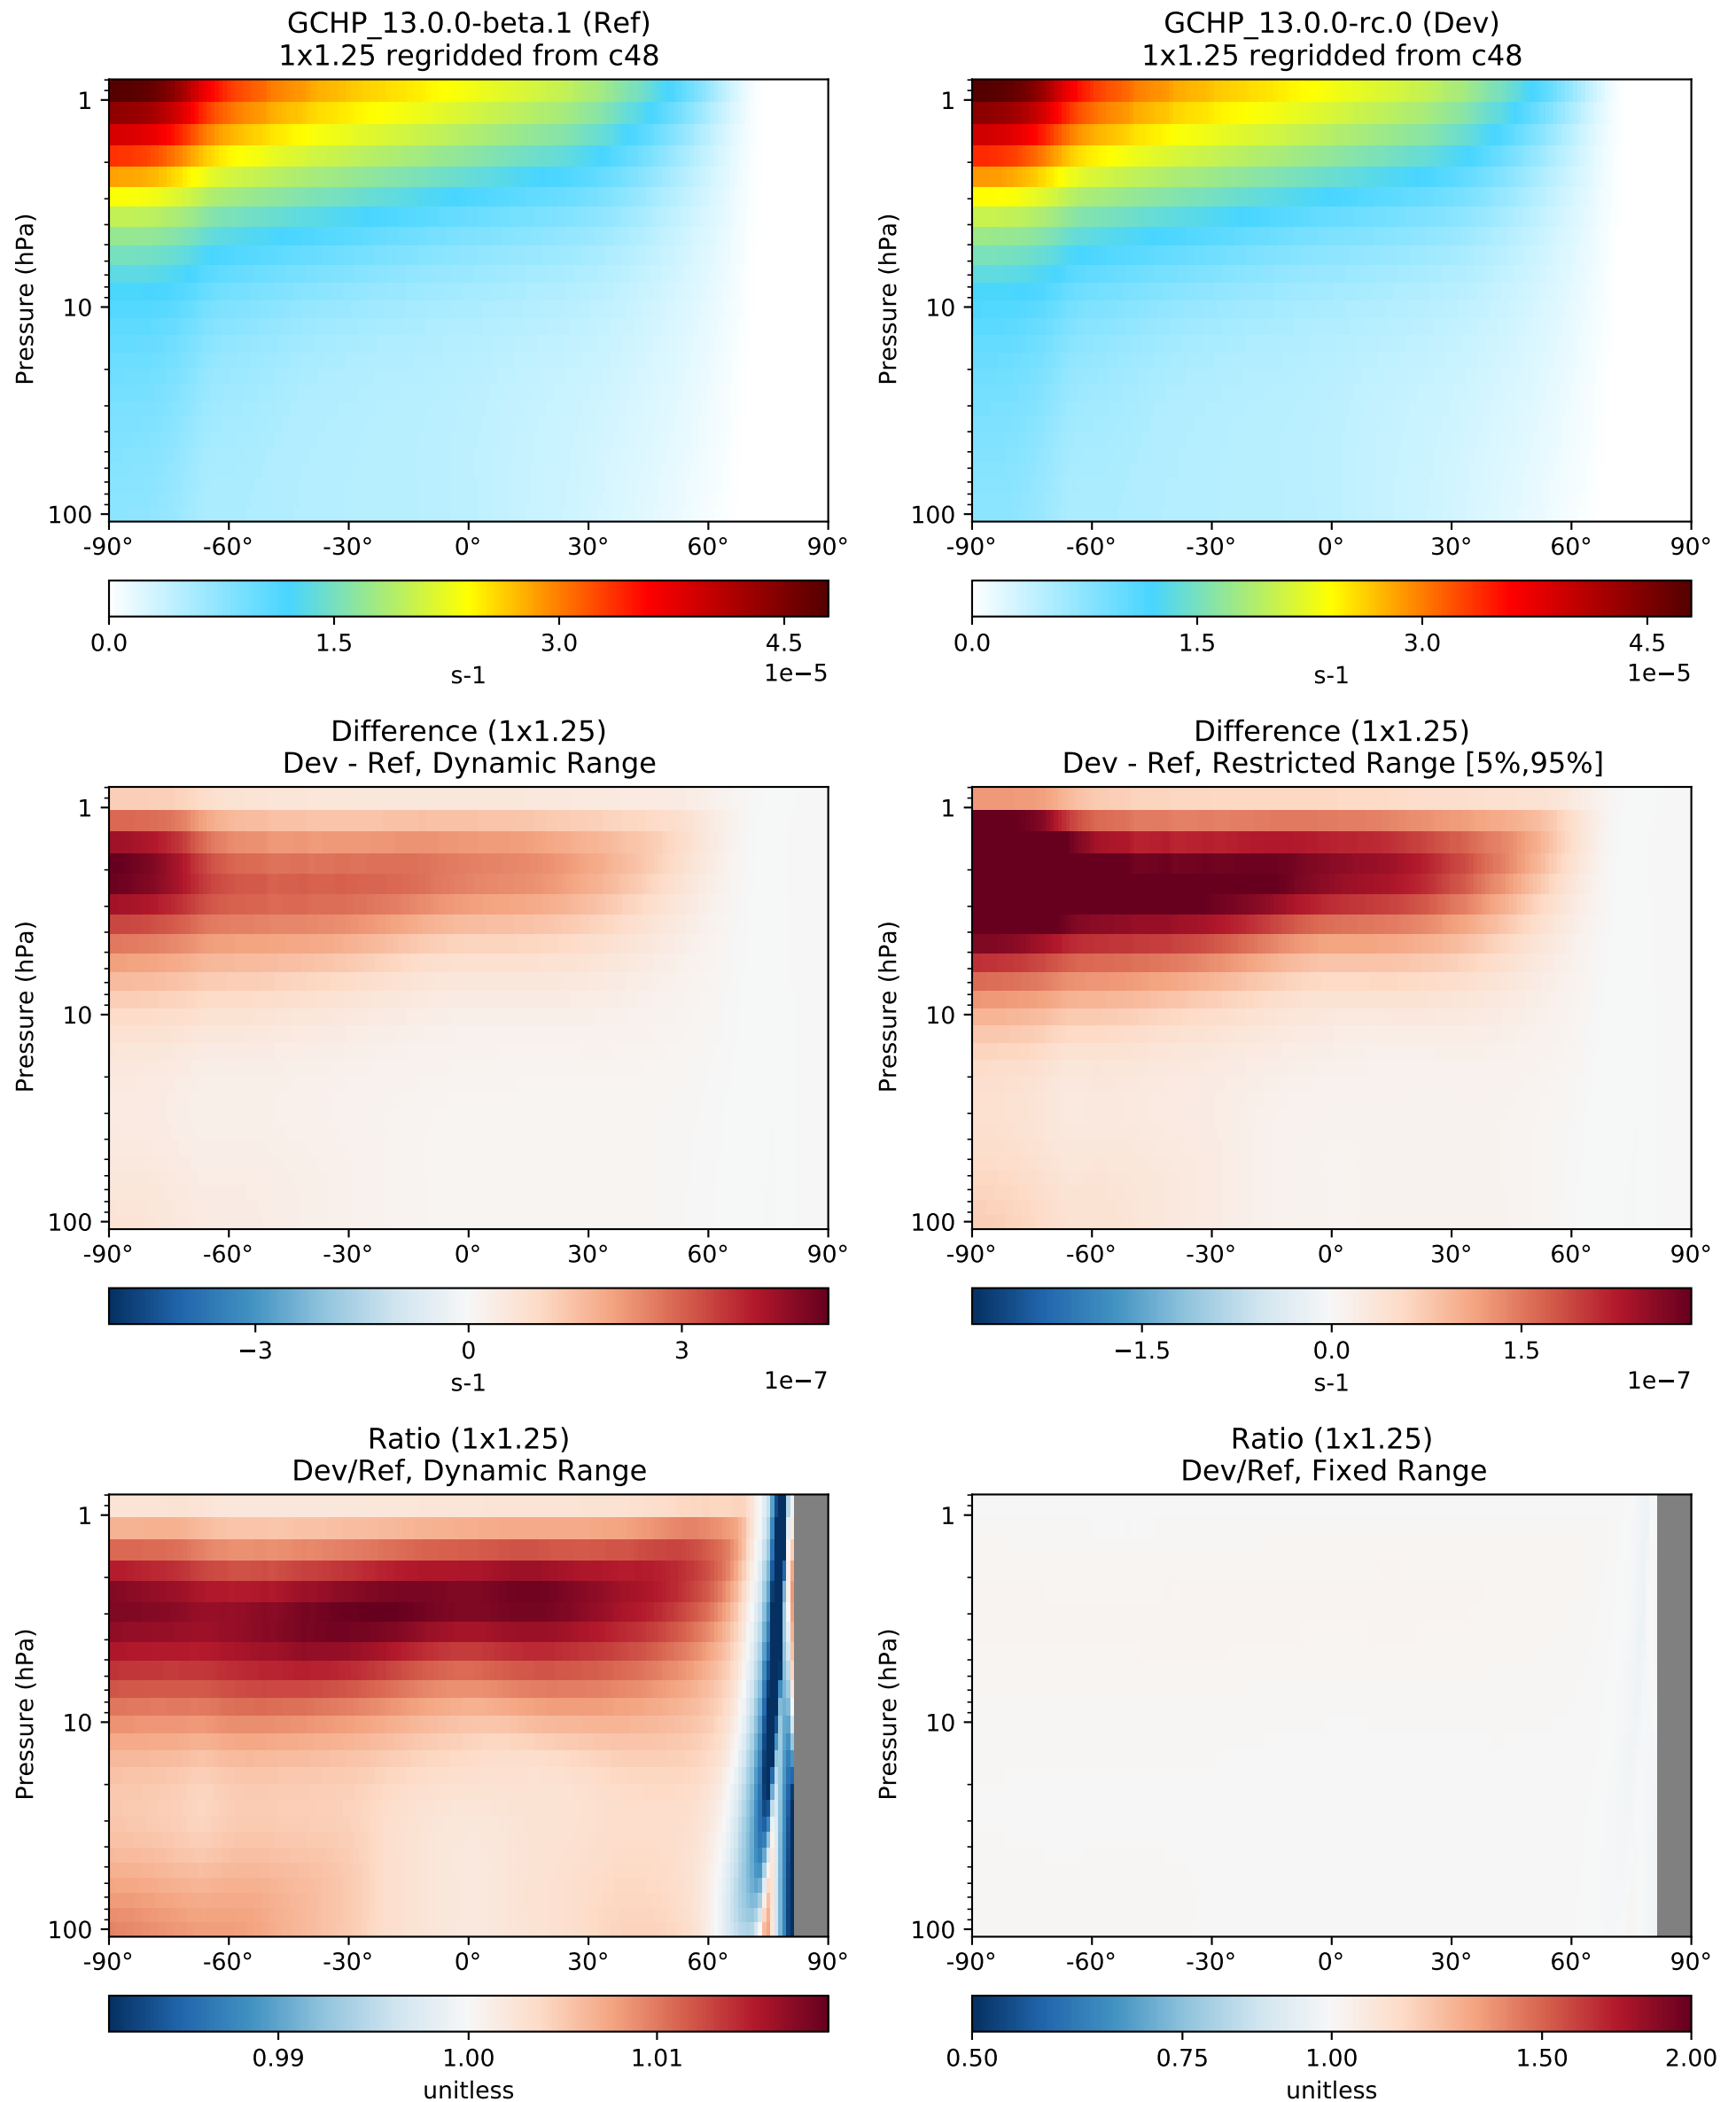 GCHP_13.0.0-beta.1 (Ref)
1x1.25 regridded from c48
Pressure (hPa)
1
10
100
-90° -60° -30° 0° 30° 60° 90°
0.0 1.5 3.0 4.5
1e−5
s-1
GCHP_13.0.0-rc.0 (Dev)
1x1.25 regridded from c48
Pressure (hPa)
1
10
100
-90° -60° -30° 0° 30° 60° 90°
0.0 1.5 3.0 4.5
1e−5
s-1
Difference (1x1.25)
Dev - Ref, Dynamic Range
Pressure (hPa)
1
10
100
-90° -60° -30° 0° 30° 60° 90°
−3 0 3
1e−7
s-1
Difference (1x1.25)
Dev - Ref, Restricted Range [5%,95%]
Pressure (hPa)
1
10
100
-90° -60° -30° 0° 30° 60° 90°
−1.5 0.0 1.5
1e−7
s-1
Ratio (1x1.25)
Dev/Ref, Dynamic Range
Pressure (hPa)
1
10
100
-90° -60° -30° 0° 30° 60° 90°
0.99 1.00 1.01
unitless
Ratio (1x1.25)
Dev/Ref, Fixed Range
Pressure (hPa)
1
10
100
-90° -60° -30° 0° 30° 60° 90°
0.50 0.75 1.00 1.50 2.00
unitless